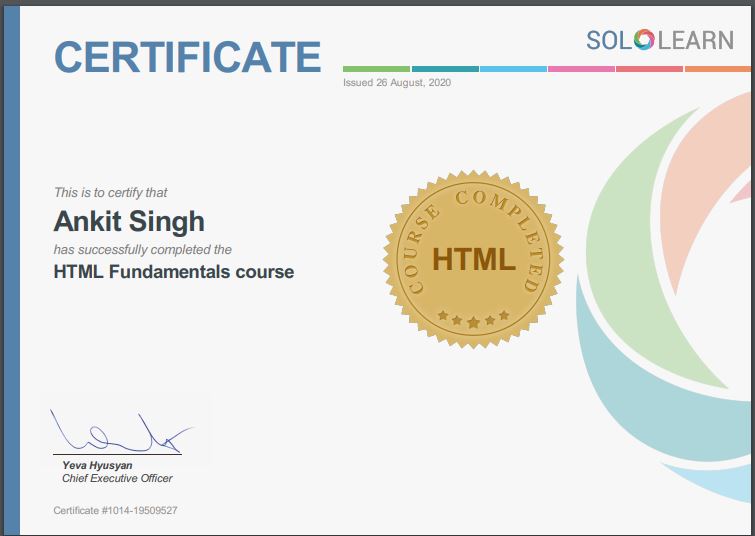 CERTIFICATE
SOLOLEARN
Issued 26 August, 2020
This is to certify that
Ankit Singh
has successfully completed the
HTML Fundamentals course
COURSE COMPLETED
HTML
Yeva Hyusyan
Chief Executive Officer
Certificate #1014-19509527